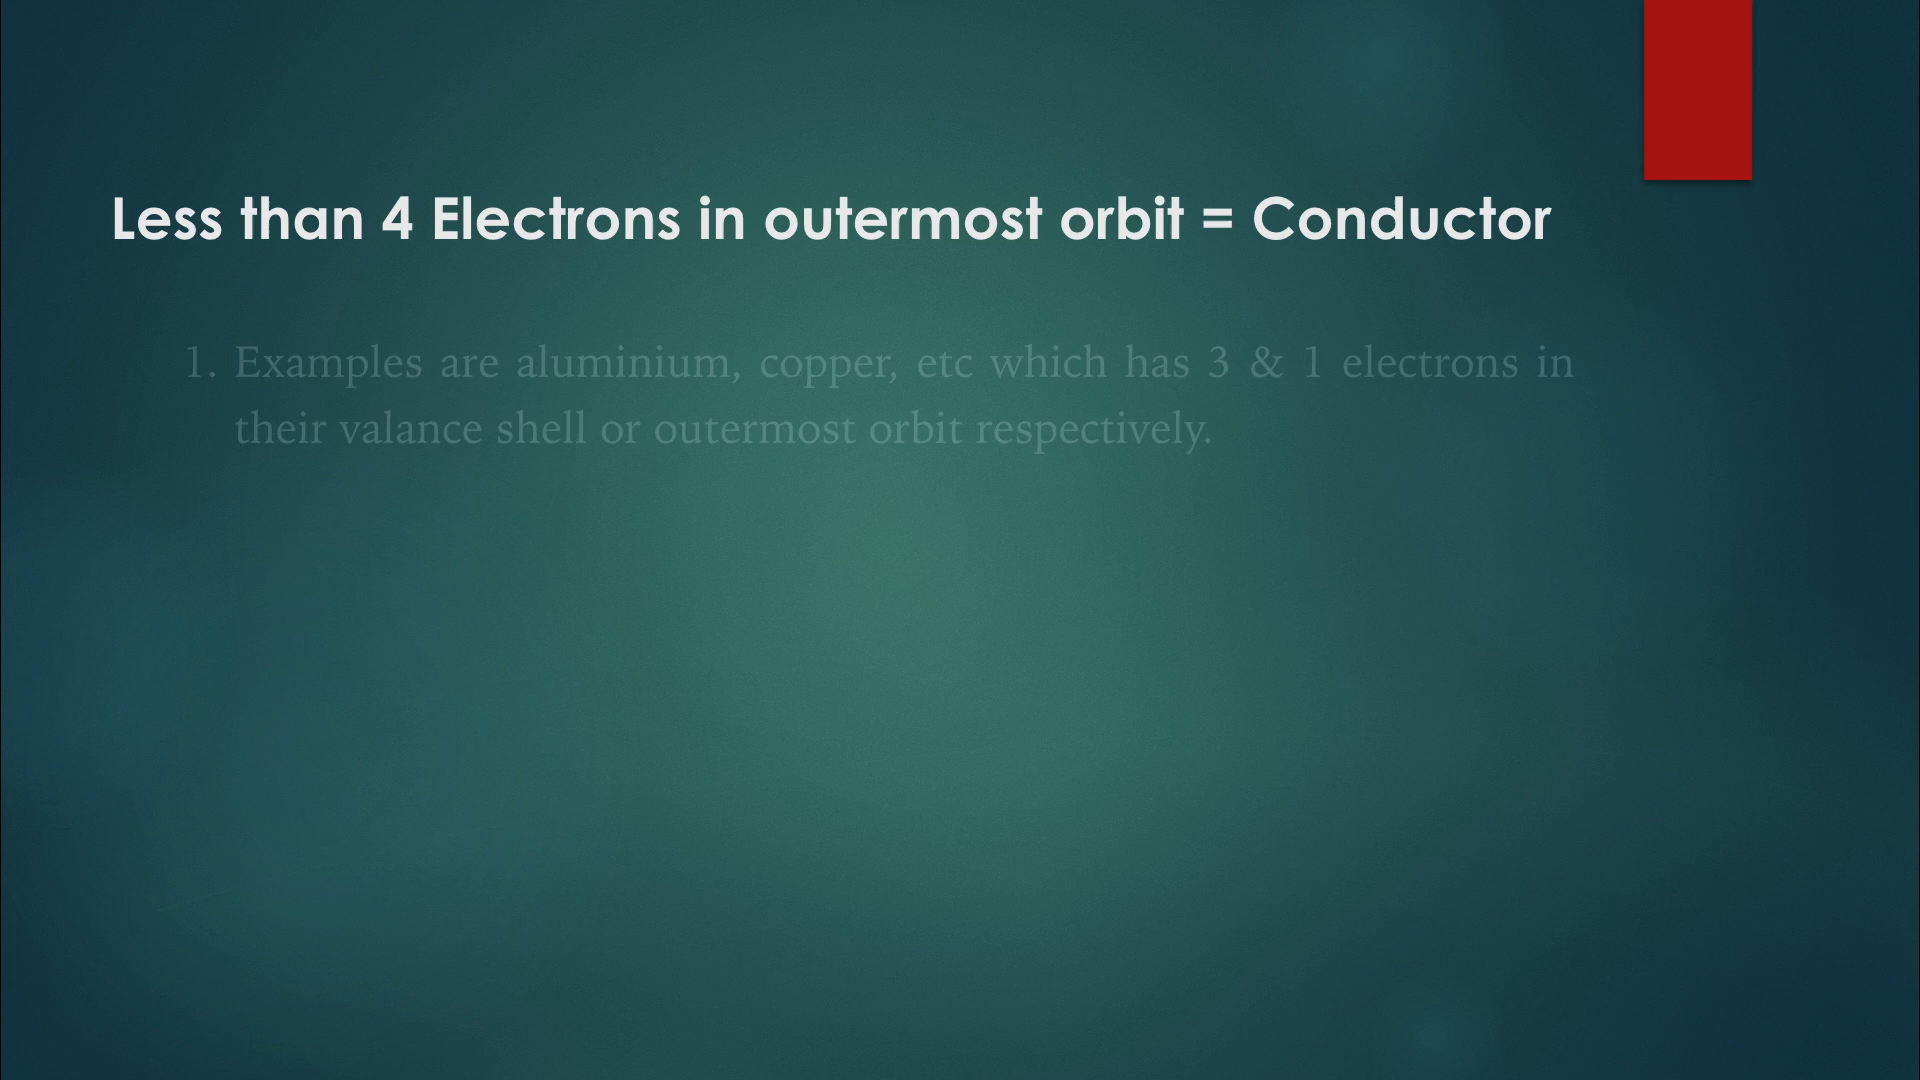 Less than 4 Electrons in outermost orbit = Conductor
1. Examples are aluminium, copper, etc which has 3 & 1 electrons in
their valance shell or outermost orbit respectively.